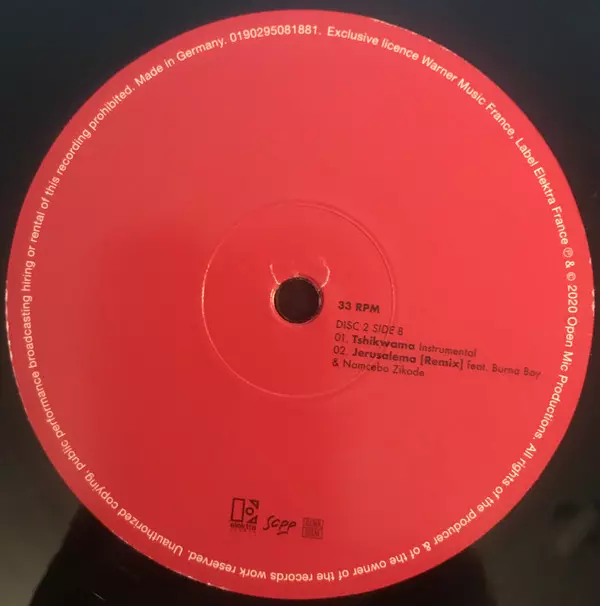 Made in Germany. 0190295081881. Exclusive licence Warner Music France, Label Elektra France ℗ & © 2020 Open Mic Productions. All rights of the producer & of the owner of the records work reserved. Unauthorized copying, public performance broadcasting hiring or rental of this recording prohibited.
33 RPM
DISC 2 SIDE B
01. Tshikwama Instrumental
02. Jerusalema [Remix] feat. Burna Boy
& Nomcebo Zikode
scpp